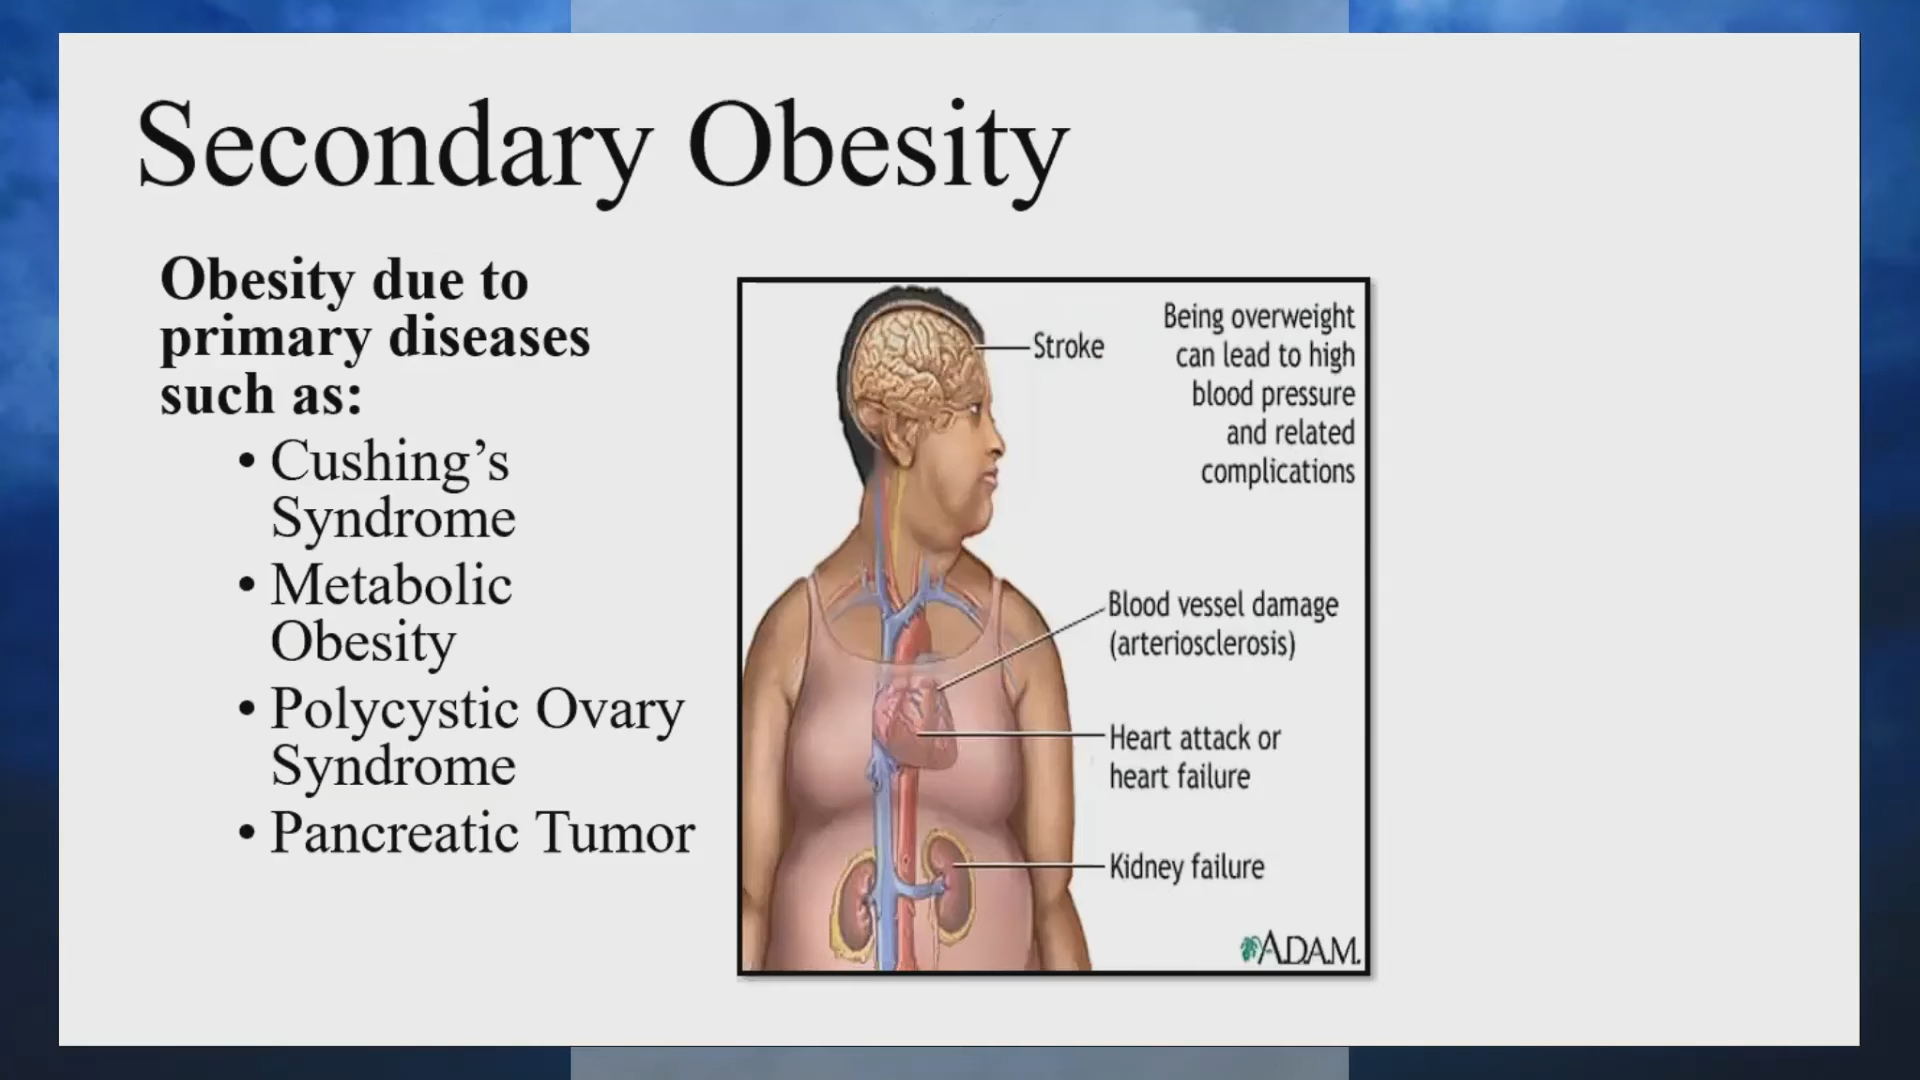 Secondary Obesity
Obesity due to
primary diseases
such as:
• Cushing’s
Syndrome
• Metabolic
Obesity
• Polycystic Ovary
Syndrome
• Pancreatic Tumor
Stroke
Being overweight
can lead to high
blood pressure
and related
complications
Blood vessel damage
(arteriosclerosis)
Heart attack or
heart failure
Kidney failure
A.D.A.M.